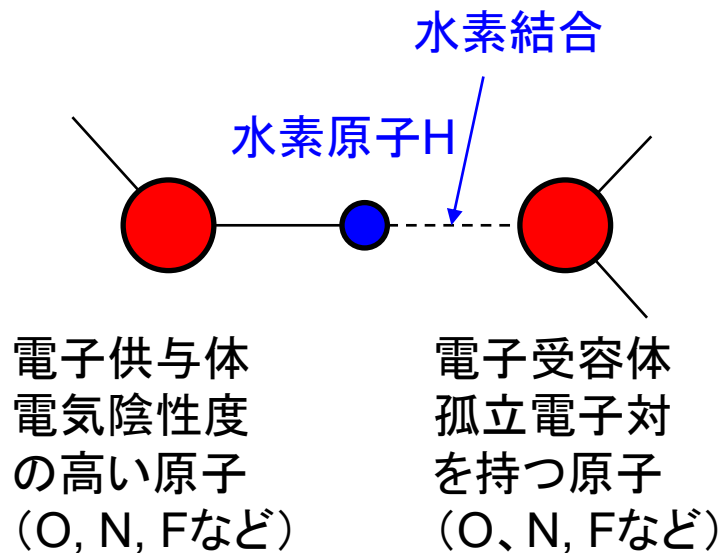 水素結合
水素原子H
電子供与体
電気陰性度
の高い原子
（O, N, Fなど）
電子受容体
孤立電子対
を持つ原子
（O、N, Fなど）